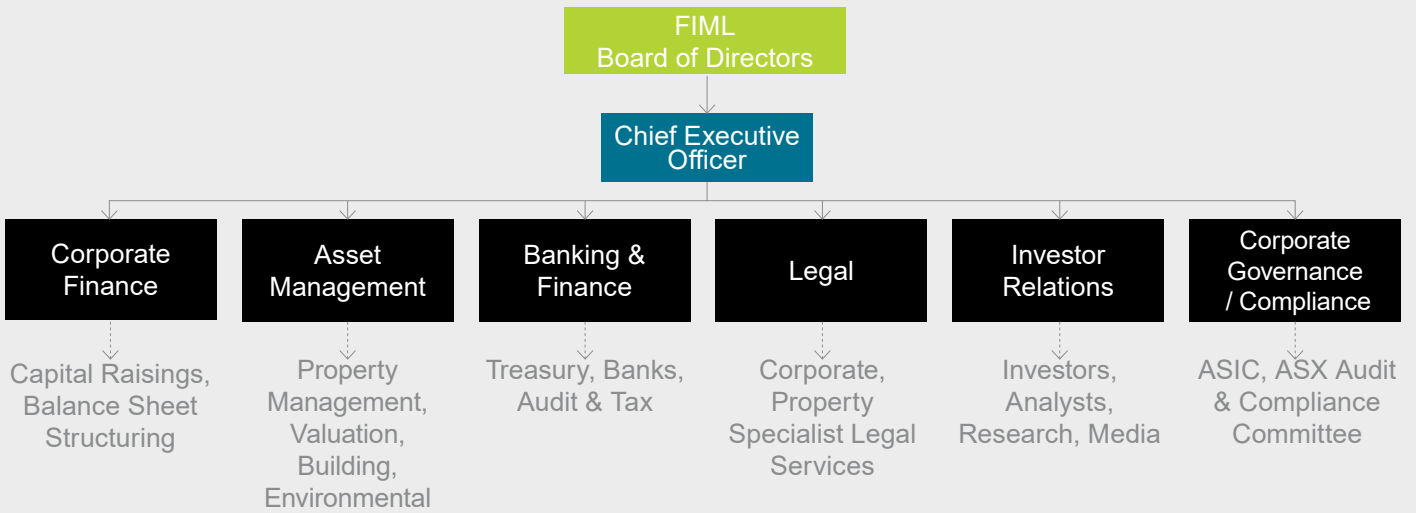 FIML
Board of Directors
Chief Executive
Officer
Corporate
Finance
Asset
Management
Banking &
Finance
Legal
Investor
Relations
Corporate
Governance
/ Compliance
Capital Raisings,
Balance Sheet
Structuring
Property
Management,
Valuation,
Building,
Environmental
Treasury, Banks,
Audit & Tax
Corporate,
Property
Specialist Legal
Services
Investors,
Analysts,
Research, Media
ASIC, ASX Audit
& Compliance
Committee